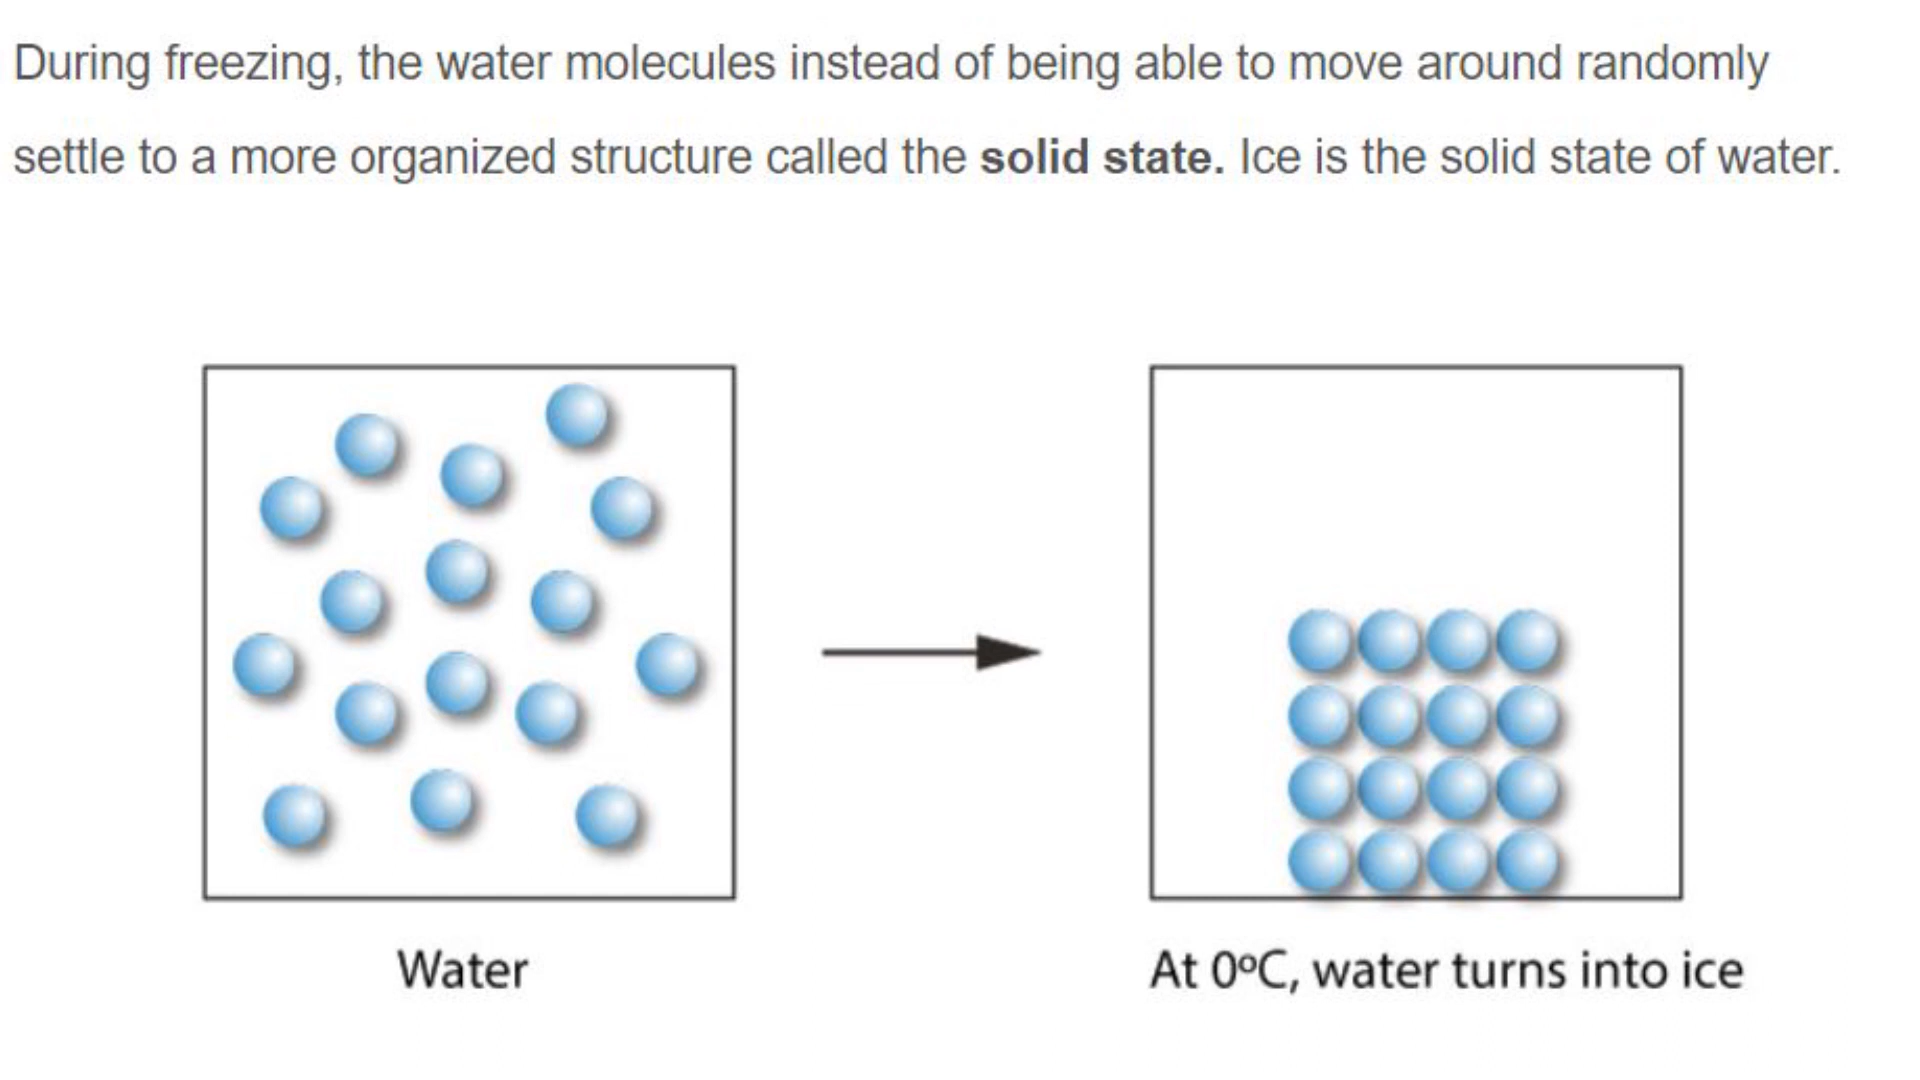 During freezing, the water molecules instead of being able to move around randomly
settle to a more organized structure called the solid state. Ice is the solid state of water.
Water
At 0ºC, water turns into ice